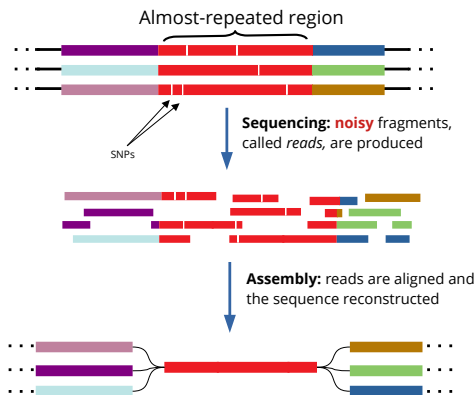 Almost-repeated region
SNPs
Sequencing: noisy fragments,
called reads, are produced
Assembly: reads are aligned and
the sequence reconstructed